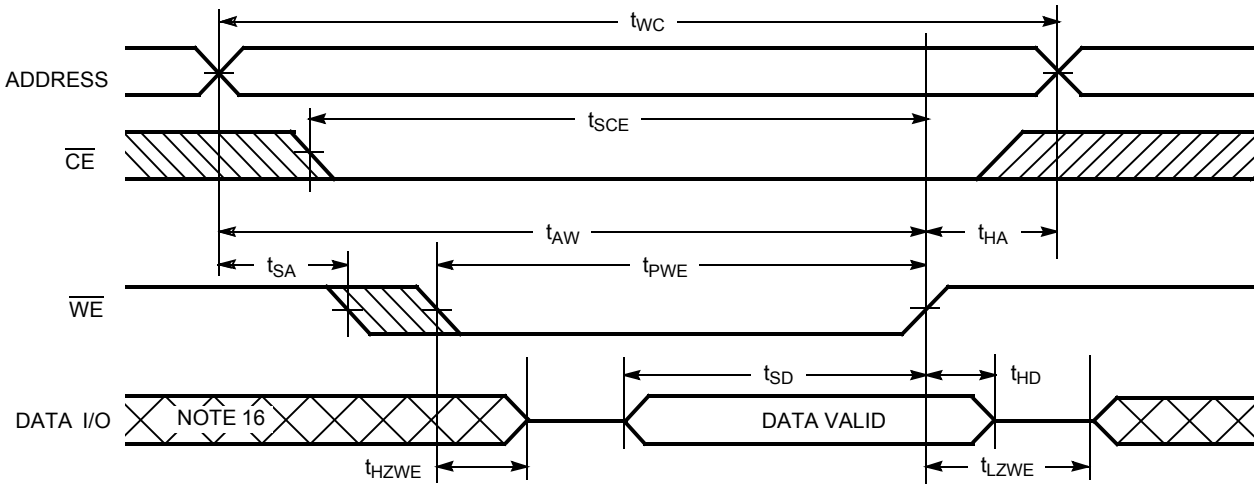 tWC
ADDRESS
tSCE
CE
tAW
tHA
tSA
tPWE
WE
tSD
tHD
DATA I/O NOTE 16 DATA VALID
tHZWE
tLZWE